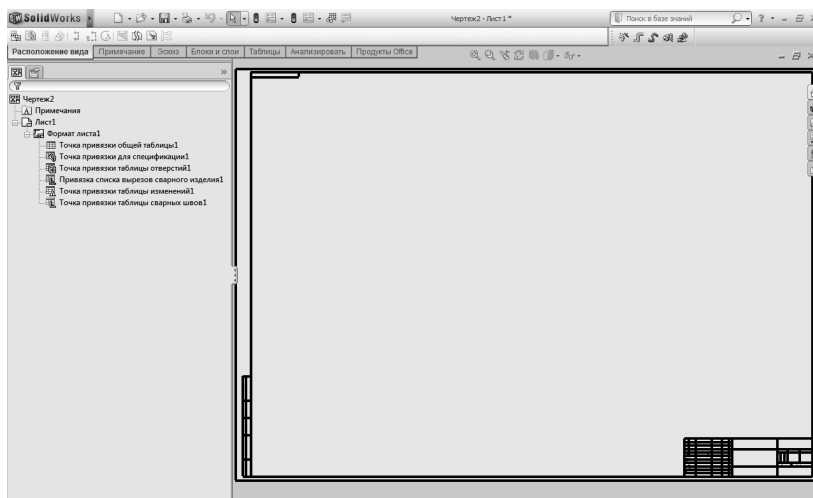 SolidWorks Чертеж2 - Лист1 * Поиск в базе знаний ?
Расположение вида Примечание Эскиз Блоки и слои Таблицы Анализировать Продукты Office
Чертеж2
A Примечания
Лист1
Формат листа1
Точка привязки общей таблицы1
Точка привязки для спецификации1
Точка привязки таблицы отверстий1
Привязка списка вырезов сварного изделия1
Точка привязки таблицы изменений1
Точка привязки таблицы сварных швов1